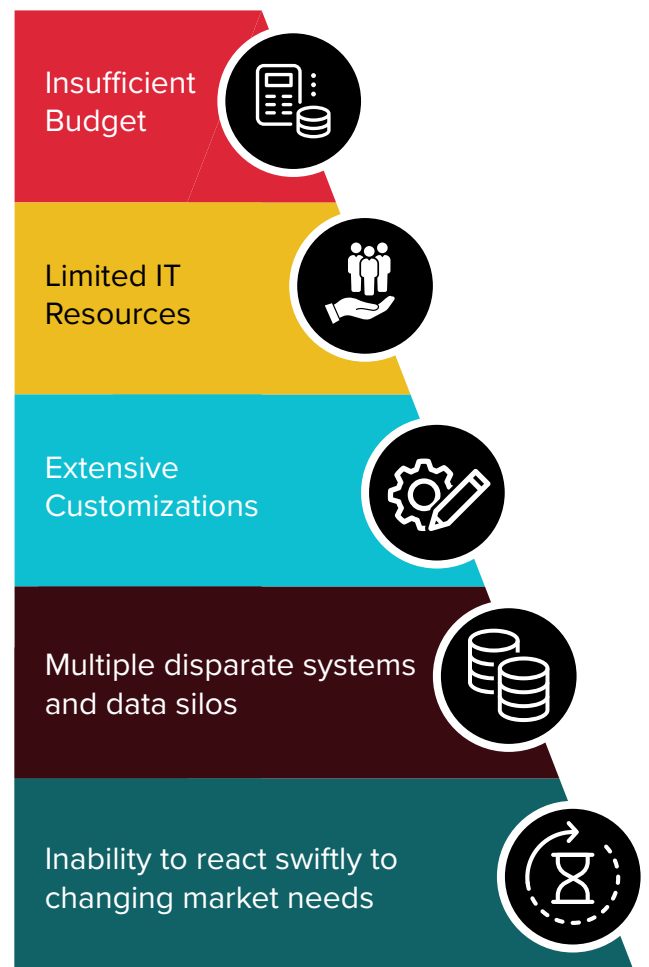 Insufficient
Budget
Limited IT
Resources
Extensive
Customizations
Multiple disparate systems
and data silos
Inability to react swiftly to
changing market needs